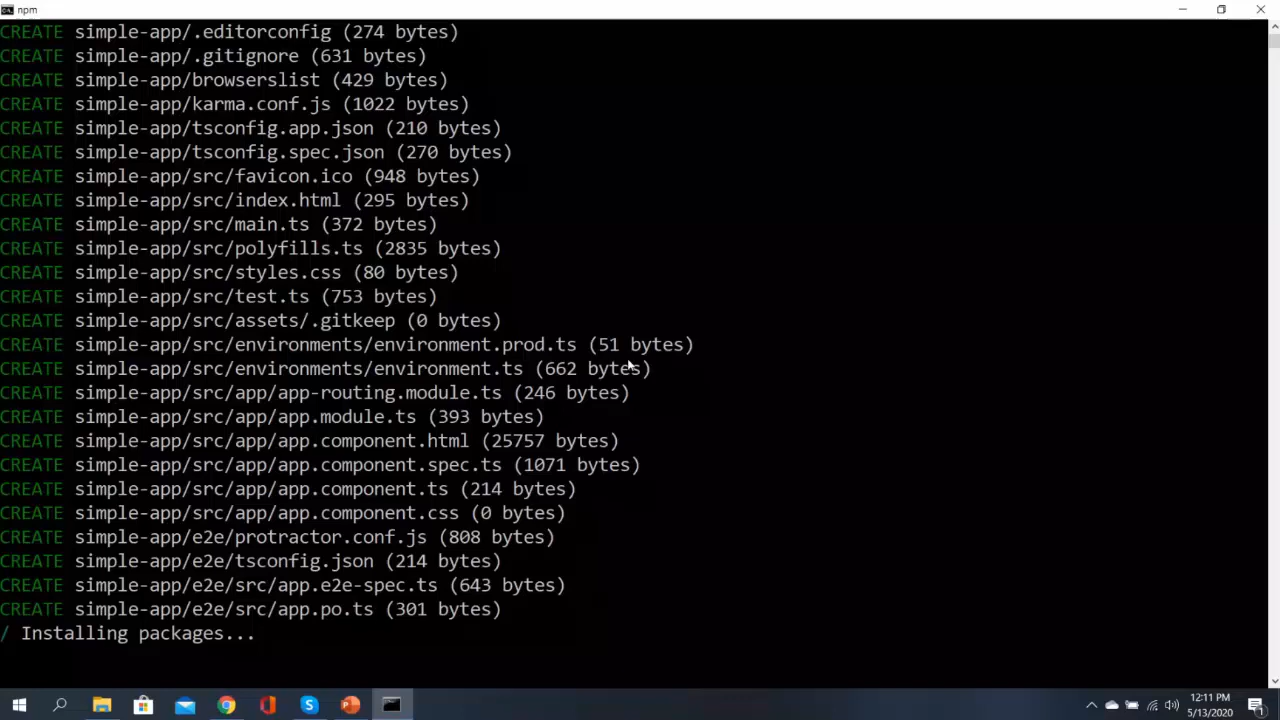 npm
CREATE simple-app/.editorconfig (274 bytes)
CREATE simple-app/.gitignore (631 bytes)
CREATE simple-app/browserslist (429 bytes)
CREATE simple-app/karma.conf.js (1022 bytes)
CREATE simple-app/tsconfig.app.json (210 bytes)
CREATE simple-app/tsconfig.spec.json (270 bytes)
CREATE simple-app/src/favicon.ico (948 bytes)
CREATE simple-app/src/index.html (295 bytes)
CREATE simple-app/src/main.ts (372 bytes)
CREATE simple-app/src/polyfills.ts (2835 bytes)
CREATE simple-app/src/styles.css (80 bytes)
CREATE simple-app/src/test.ts (753 bytes)
CREATE simple-app/src/assets/.gitkeep (0 bytes)
CREATE simple-app/src/environments/environment.prod.ts (51 bytes)
CREATE simple-app/src/environments/environment.ts (662 bytes)
CREATE simple-app/src/app/app-routing.module.ts (246 bytes)
CREATE simple-app/src/app/app.module.ts (393 bytes)
CREATE simple-app/src/app/app.component.html (25757 bytes)
CREATE simple-app/src/app/app.component.spec.ts (1071 bytes)
CREATE simple-app/src/app/app.component.ts (214 bytes)
CREATE simple-app/src/app/app.component.css (0 bytes)
CREATE simple-app/e2e/protractor.conf.js (808 bytes)
CREATE simple-app/e2e/tsconfig.json (214 bytes)
CREATE simple-app/e2e/src/app.e2e-spec.ts (643 bytes)
CREATE simple-app/e2e/src/app.po.ts (301 bytes)
/ Installing packages...
12:11 PM
5/13/2020
1